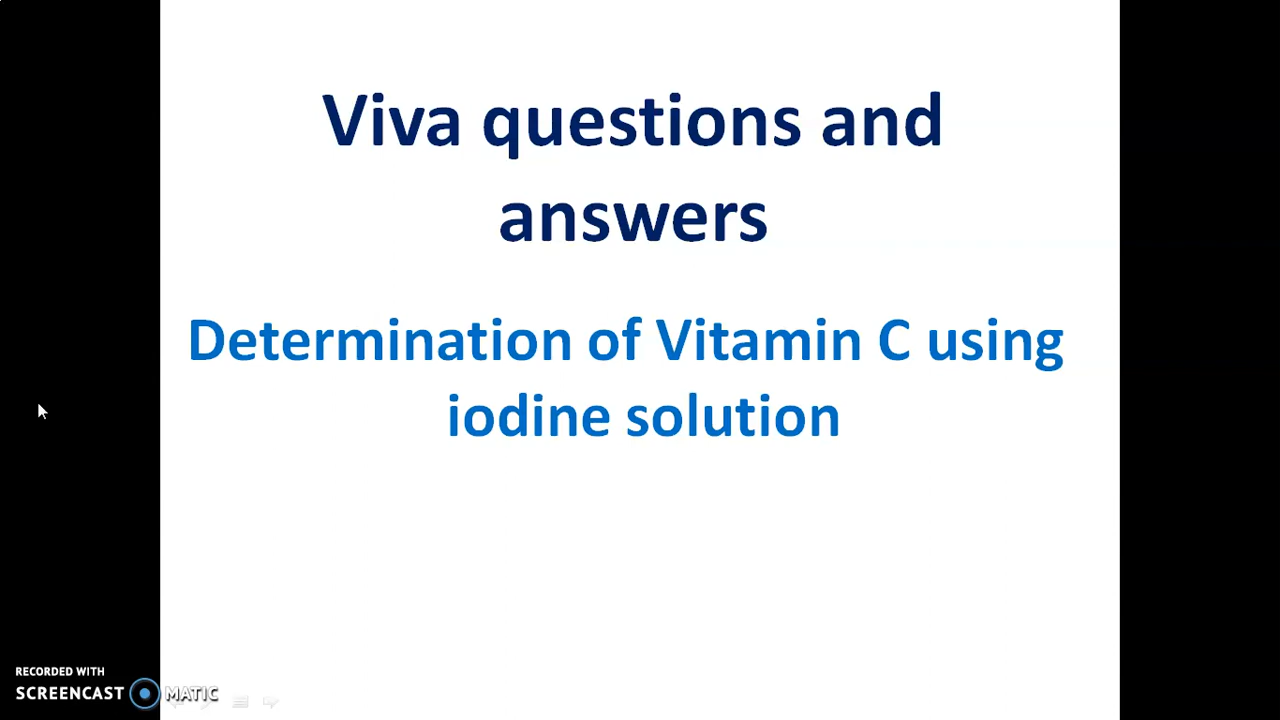 Viva questions and
answers
Determination of Vitamin C using
iodine solution
RECORDED WITH
SCREENCAST MATIC